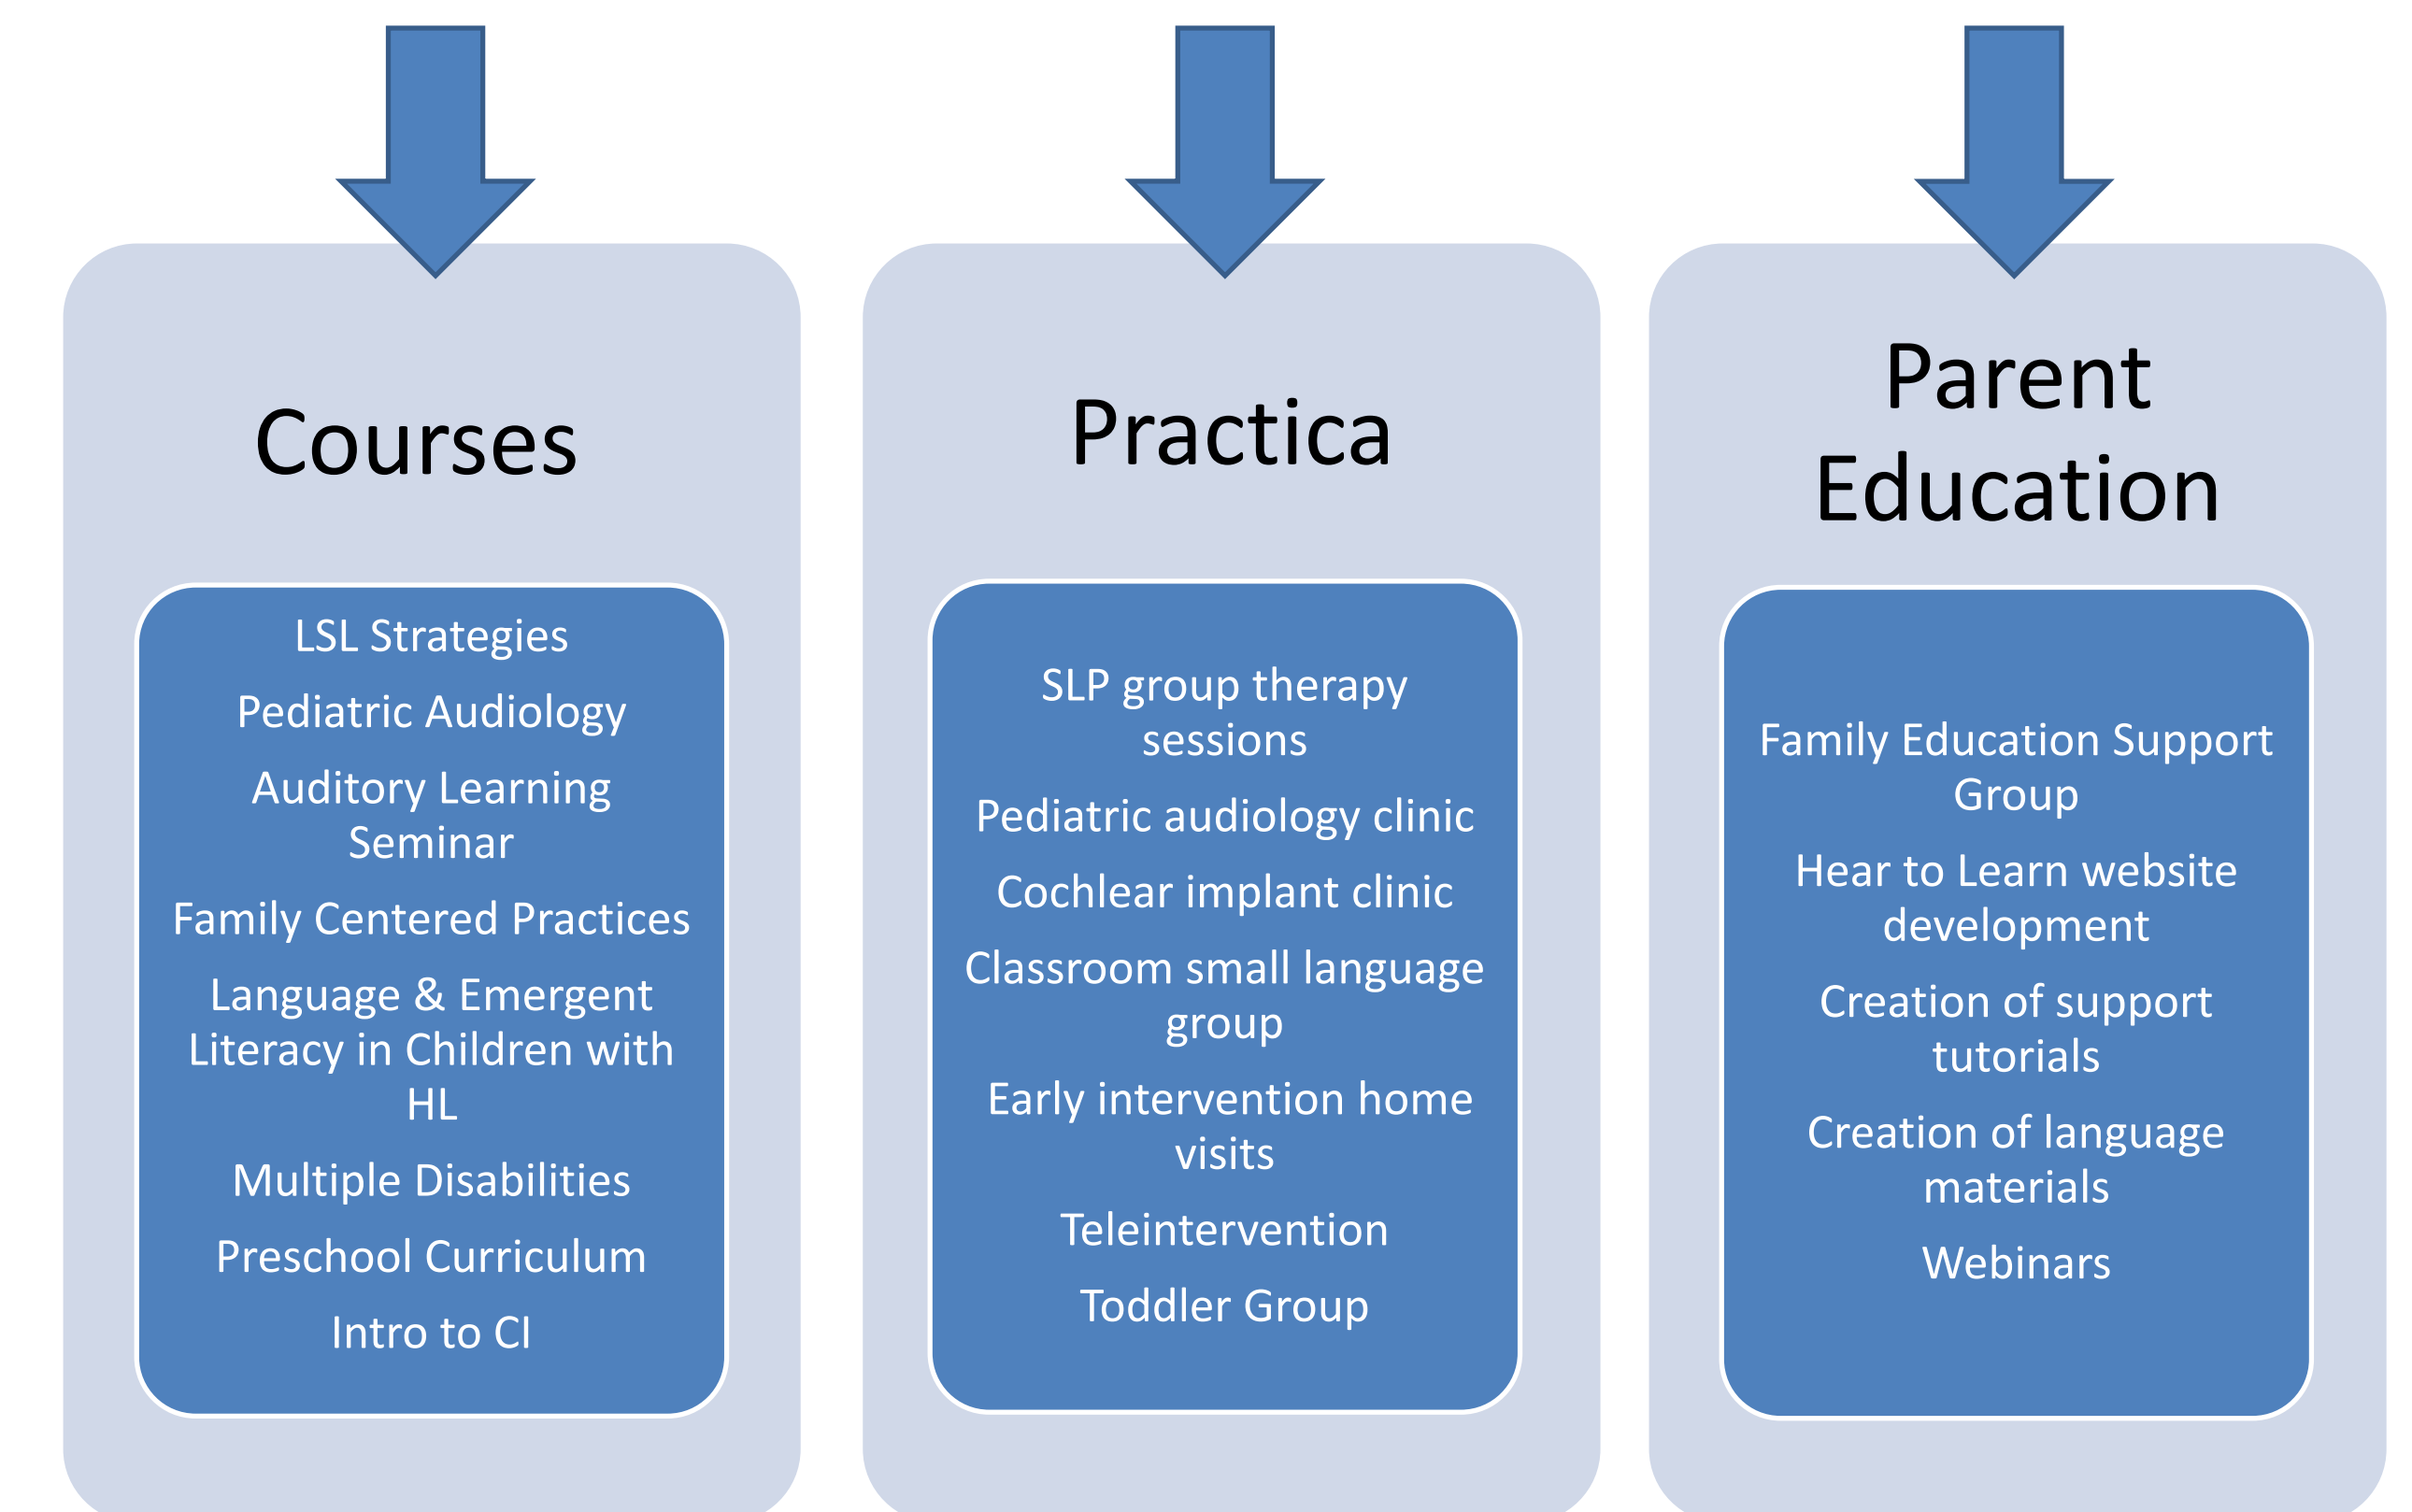 Courses
LSL Strategies
Pediatric Audiology
Auditory Learning
Seminar
Family Centered Practices
Language & Emergent
Literacy in Children with
HL
Multiple Disabilities
Preschool Curriculum
Intro to CI
Practica
SLP group therapy
sessions
Pediatric audiology clinic
Cochlear implant clinic
Classroom small language
group
Early intervention home
visits
Teleintervention
Toddler Group
Parent
Education
Family Education Support
Group
Hear to Learn website
development
Creation of support
tutorials
Creation of language
materials
Webinars